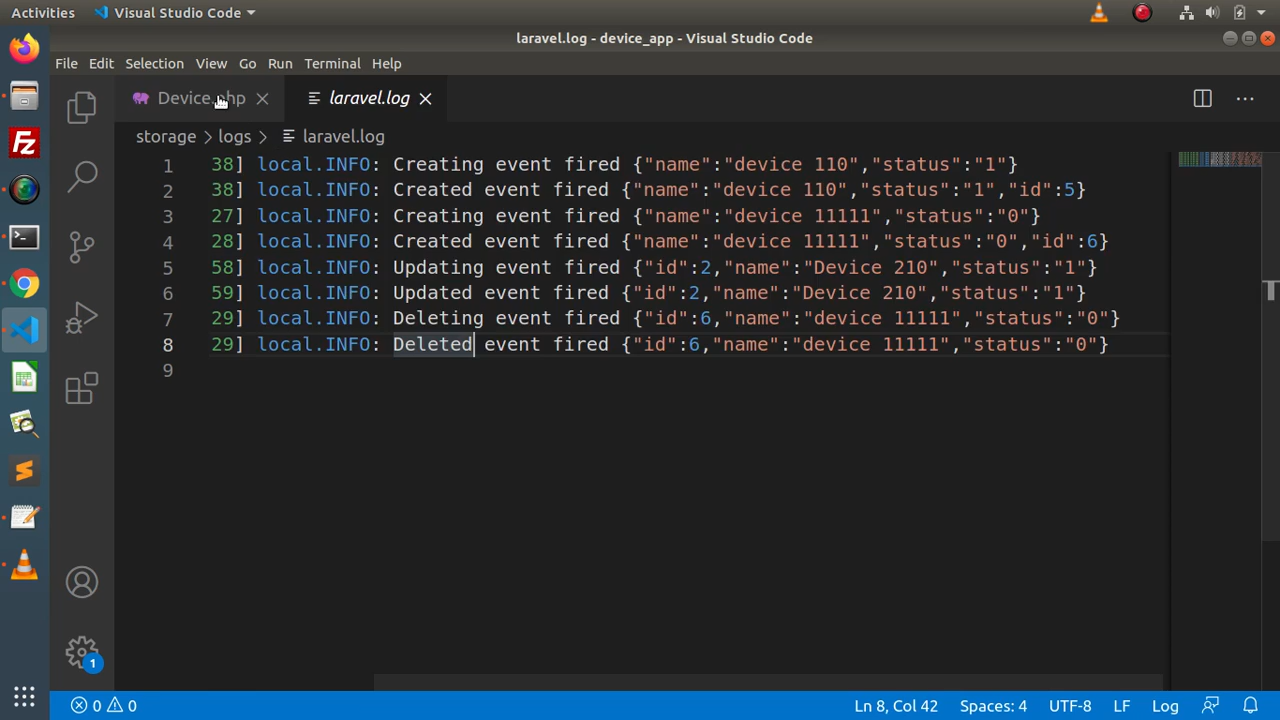 Activities Visual Studio Code
laravel.log - device_app - Visual Studio Code
File Edit Selection View Go Run Terminal Help
Device.php laravel.log
storage > logs > laravel.log
1 38] local.INFO: Creating event fired {"name":"device 110","status":"1"}
2 38] local.INFO: Created event fired {"name":"device 110","status":"1","id":5}
3 27] local.INFO: Creating event fired {"name":"device 11111","status":"0"}
4 28] local.INFO: Created event fired {"name":"device 11111","status":"0","id":6}
5 58] local.INFO: Updating event fired {"id":2,"name":"Device 210","status":"1"}
6 59] local.INFO: Updated event fired {"id":2,"name":"Device 210","status":"1"}
7 29] local.INFO: Deleting event fired {"id":6,"name":"device 11111","status":"0"}
8 29] local.INFO: Deleted event fired {"id":6,"name":"device 11111","status":"0"}
9
1
0 0 Ln 8, Col 42 Spaces: 4 UTF-8 LF Log